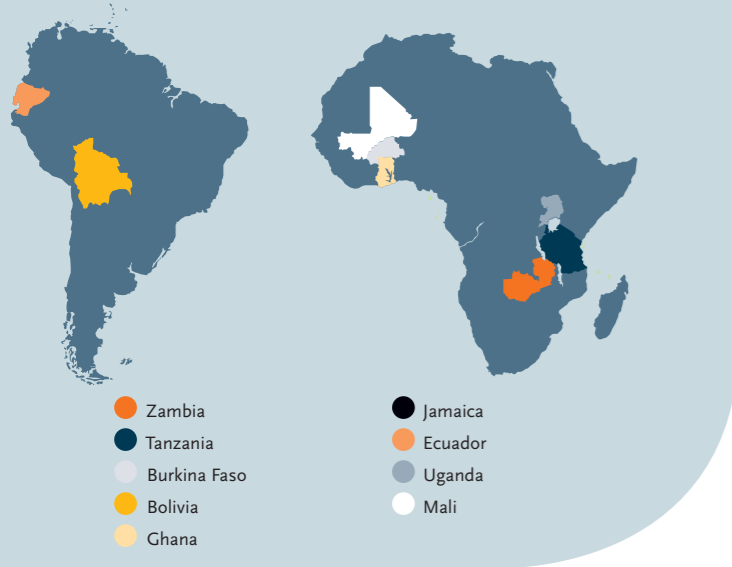 Zambia
Tanzania
Burkina Faso
Bolivia
Ghana
Jamaica
Ecuador
Uganda
Mali